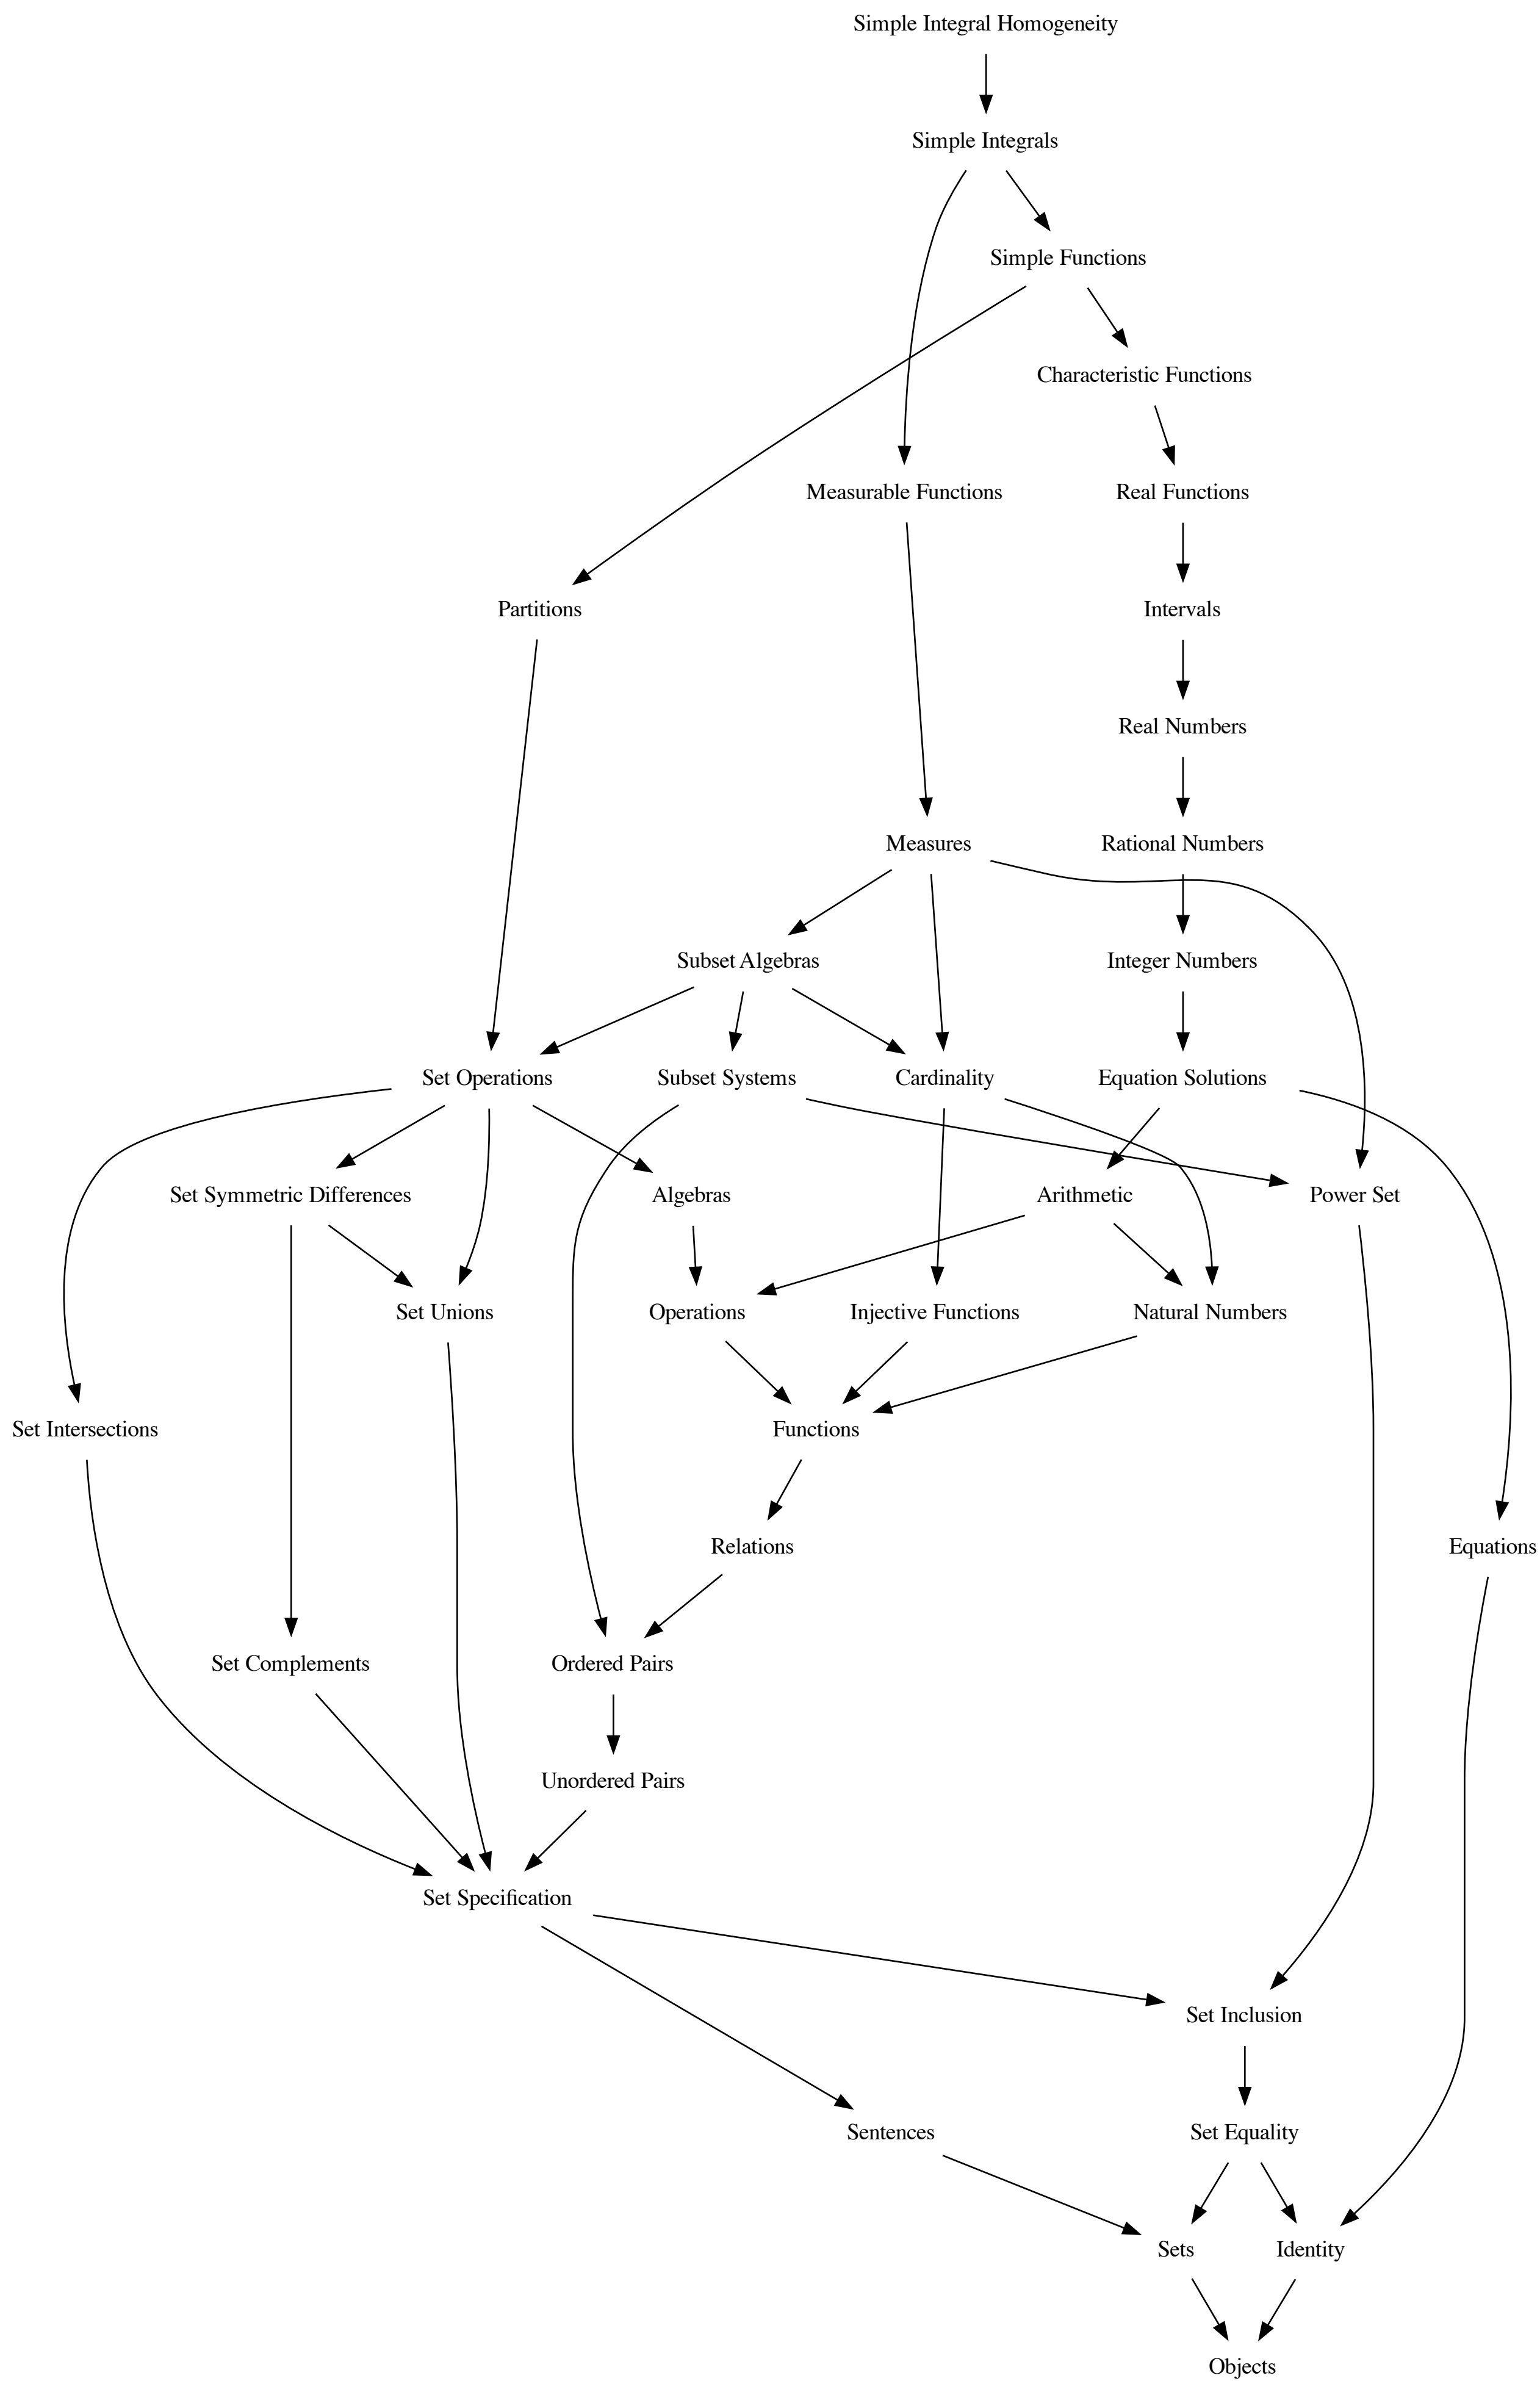 Simple Integral Homogeneity
Simple Integrals
Simple Functions
Characteristic Functions
Measurable Functions
Real Functions
Partitions
Intervals
Real Numbers
Measures
Rational Numbers
Subset Algebras
Integer Numbers
Set Operations
Subset Systems
Cardinality
Equation Solutions
Set Symmetric Differences
Algebras
Arithmetic
Power Set
Set Unions
Operations
Injective Functions
Natural Numbers
Set Intersections
Functions
Relations
Equations
Set Complements
Ordered Pairs
Unordered Pairs
Set Specification
Set Inclusion
Sentences
Set Equality
Sets
Identity
Objects